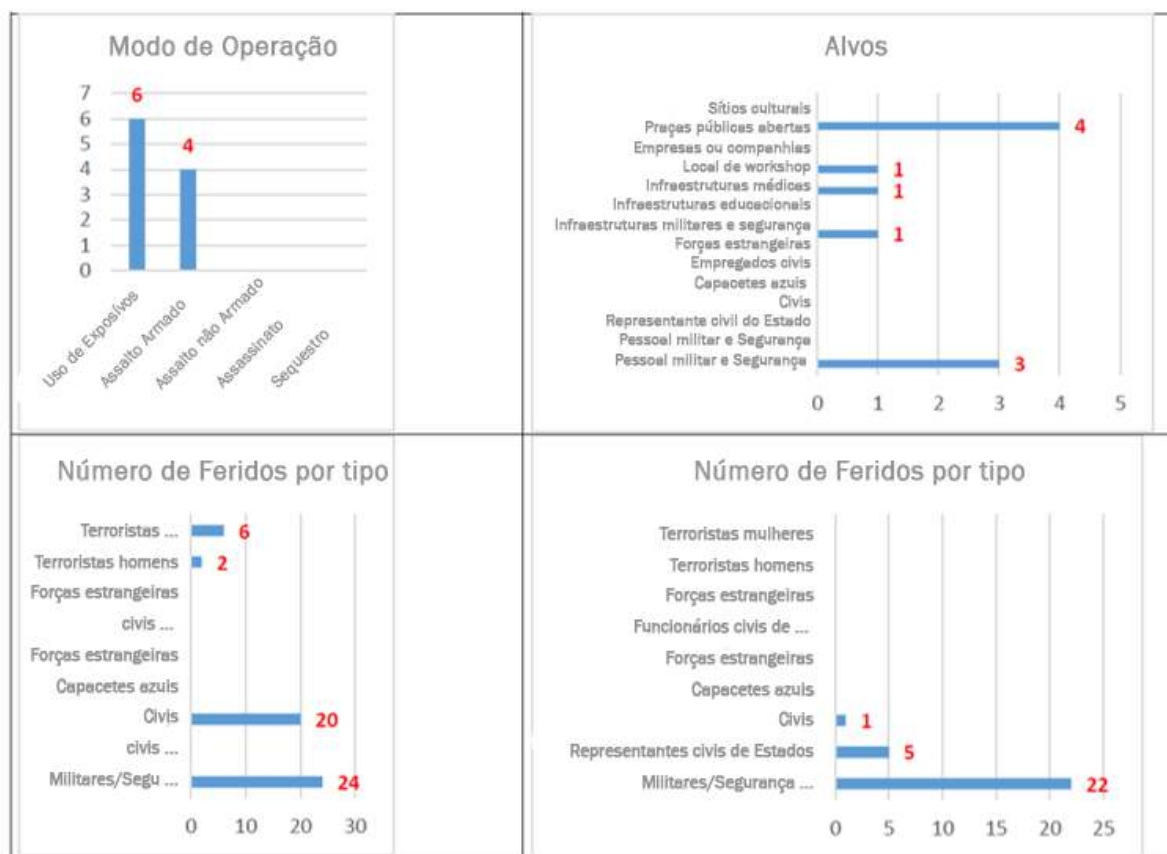 Modo de Operação
7
6
6
5
4
4
3
2
1
0
Uso de Exposívos
Assalto Armado
Assalto não Armado
Assassinato
Sequestro
Alvos
Sítios culturais
Praças públicas abertas
4
Empresas ou companhias
Local de workshop
1
Infraestruturas médicas
1
Infraestruturas educacionais
Infraestruturas militares e segurança
1
Forças estrangeiras
Empregados civis
Capacetes azuis
Civis
Representante civil do Estado
Pessoal militar e Segurança
Pessoal militar e Segurança
3
0 1 2 3 4 5
Número de Feridos por tipo
Terroristas ... 6
Terroristas homens 2
Forças estrangeiras
civis ...
Forças estrangeiras
Capacetes azuis
Civis 20
civis ...
Militares/Segu ... 24
0 10 20 30
Número de Feridos por tipo
Terroristas mulheres
Terroristas homens
Forças estrangeiras
Funcionários civis de ...
Forças estrangeiras
Capacetes azuis
Civis 1
Representantes civis de Estados 5
Militares/Segurança ... 22
0 5 10 15 20 25